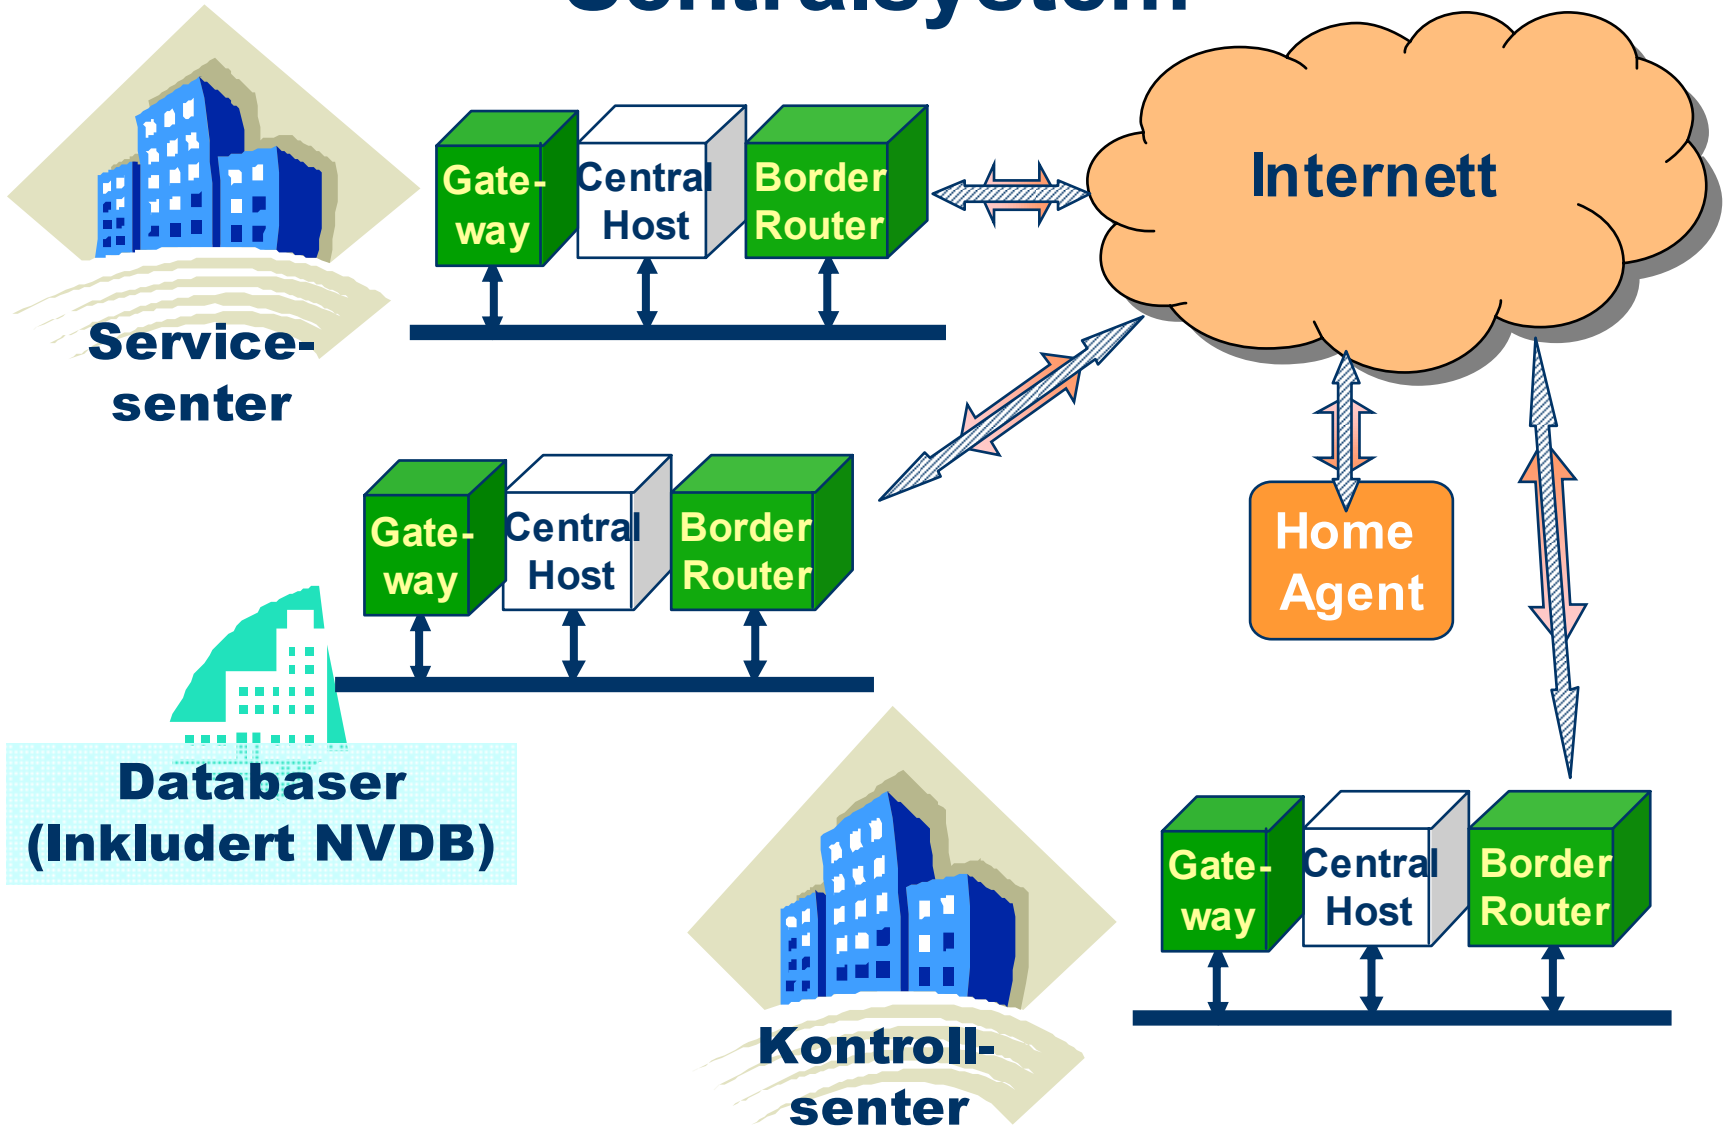 Sentralsystem
Gate-
way
Central
Host
Border
Router
Internett
Service-
senter
Gate-
way
Central
Host
Border
Router
Home
Agent
Databaser
(Inkludert NVDB)
Gate-
way
Central
Host
Border
Router
Kontroll-
senter